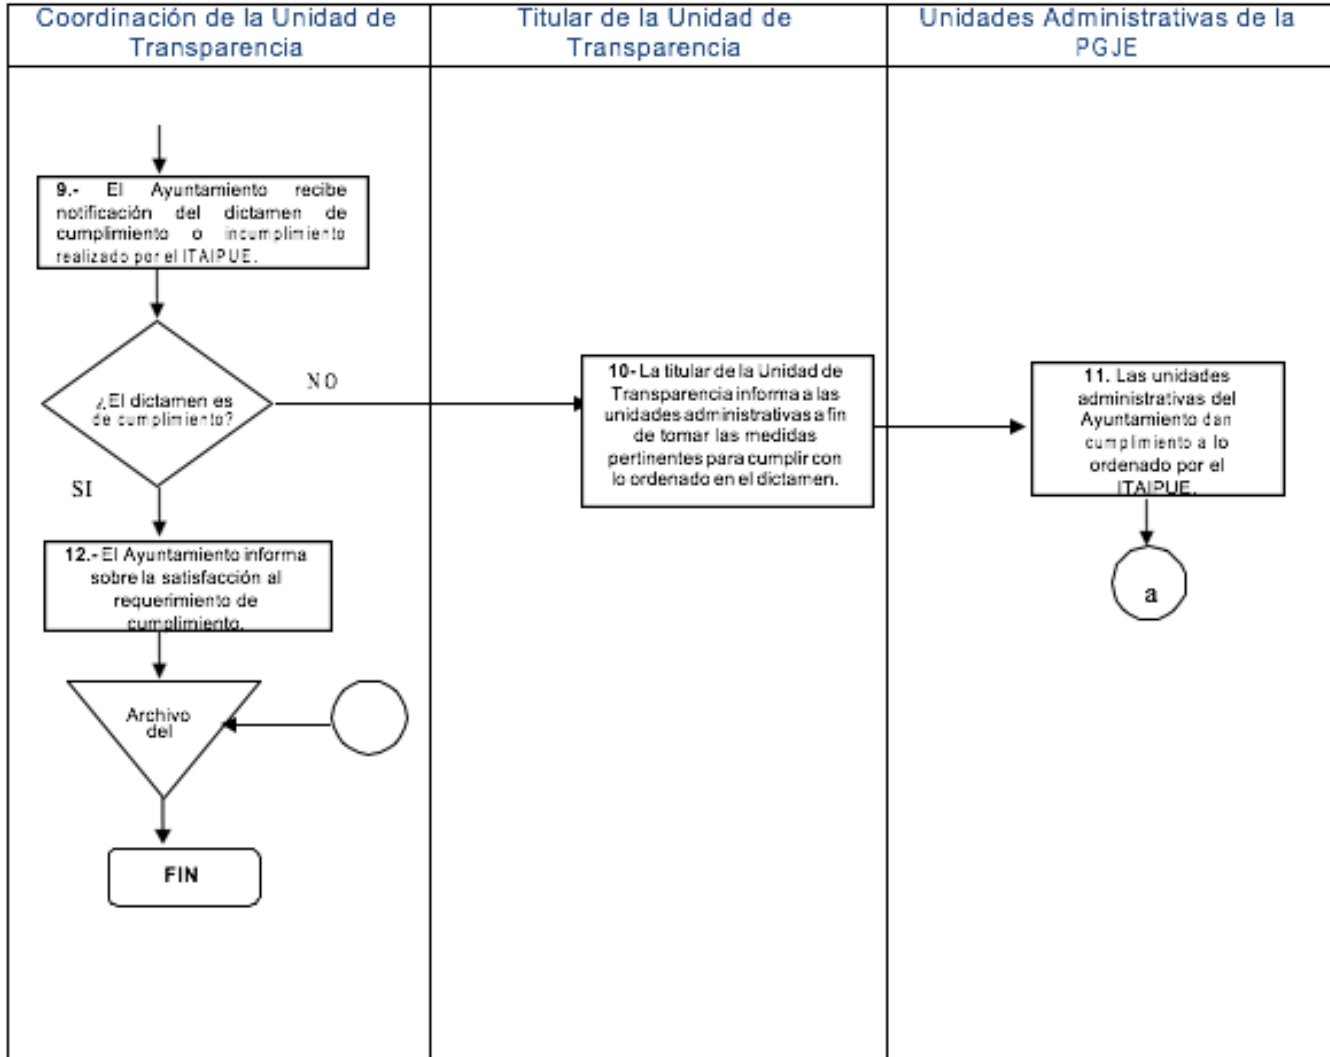 Coordinación de la Unidad de
Transparencia
Titular de la Unidad de
Transparencia
Unidades Administrativas de la
PGJE
9.- El Ayuntamiento recibe
notificación del dictamen de
cumplimiento o incumplimiento
realizado por el ITAIPUE.
¿El dictamen es
de cumplimiento?
NO
SI
10- La titular de la Unidad de
Transparencia informa a las
unidades administrativas a fin
de tomar las medidas
pertinentes para cumplir con
lo ordenado en el dictamen.
11. Las unidades
administrativas del
Ayuntamiento dan
cumplimiento a lo
ordenado por el
ITAIPUE.
a
12.- El Ayuntamiento informa
sobre la satisfacción al
requerimiento de
cumplimiento.
Archivo
del
FIN